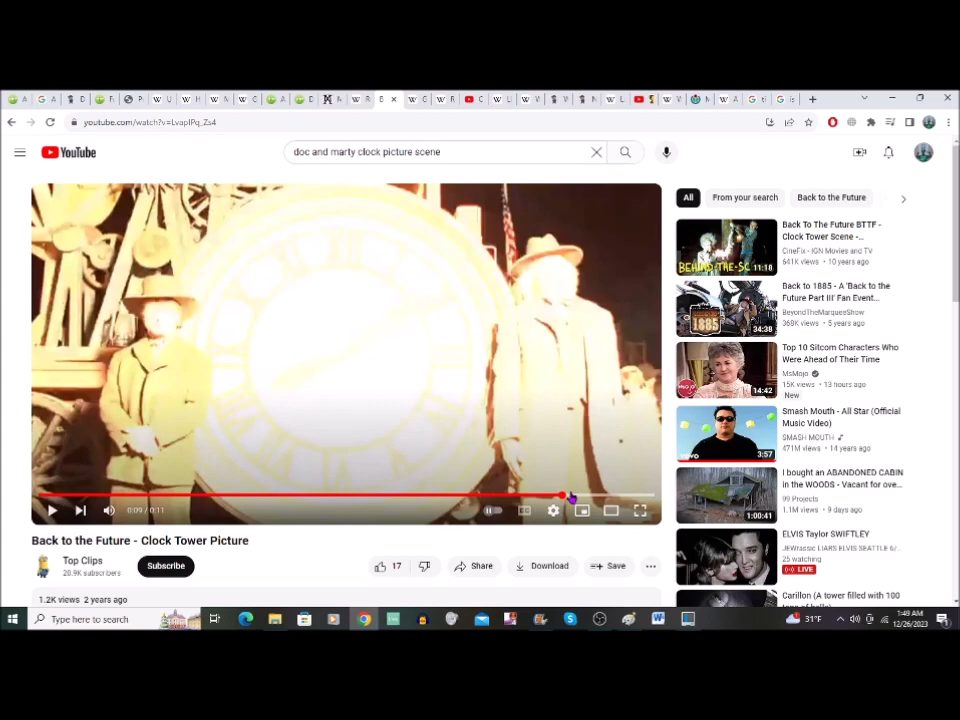 youtube.com/watch?v=LvapIPq_Zs4
YouTube
doc and marty clock picture scene
All
From your search
Back to the Future
Back To The Future BTTF -
Clock Tower Scene -...
CineFix - IGN Movies and TV
641K views • 10 years ago
BEHIND-THE-SC
11:18
Back to 1885 - A 'Back to the
Future Part III' Fan Event...
BeyondTheMarqueeShow
368K views • 5 years ago
1885
34:38
Top 10 Sitcom Characters Who
Were Ahead of Their Time
MsMojo
15K views • 13 hours ago
New
14:42
Smash Mouth - All Star (Official
Music Video)
SMASH MOUTH
471M views • 14 years ago
3:57
I bought an ABANDONED CABIN
in the WOODS - Vacant for ove...
99 Projects
1.1M views • 9 days ago
1:00:41
0:09 / 0:11
Back to the Future - Clock Tower Picture
Top Clips
20.9K subscribers
Subscribe
17
Share
Download
Save
ELVIS Taylor SWIFTLEY
JEWrassic LIARS ELVIS SEATTLE 6/...
25 watching
LIVE
Carillon (A tower filled with 100
1.2K views 2 years ago
Type here to search
31°F
1:49 AM
12/26/2023